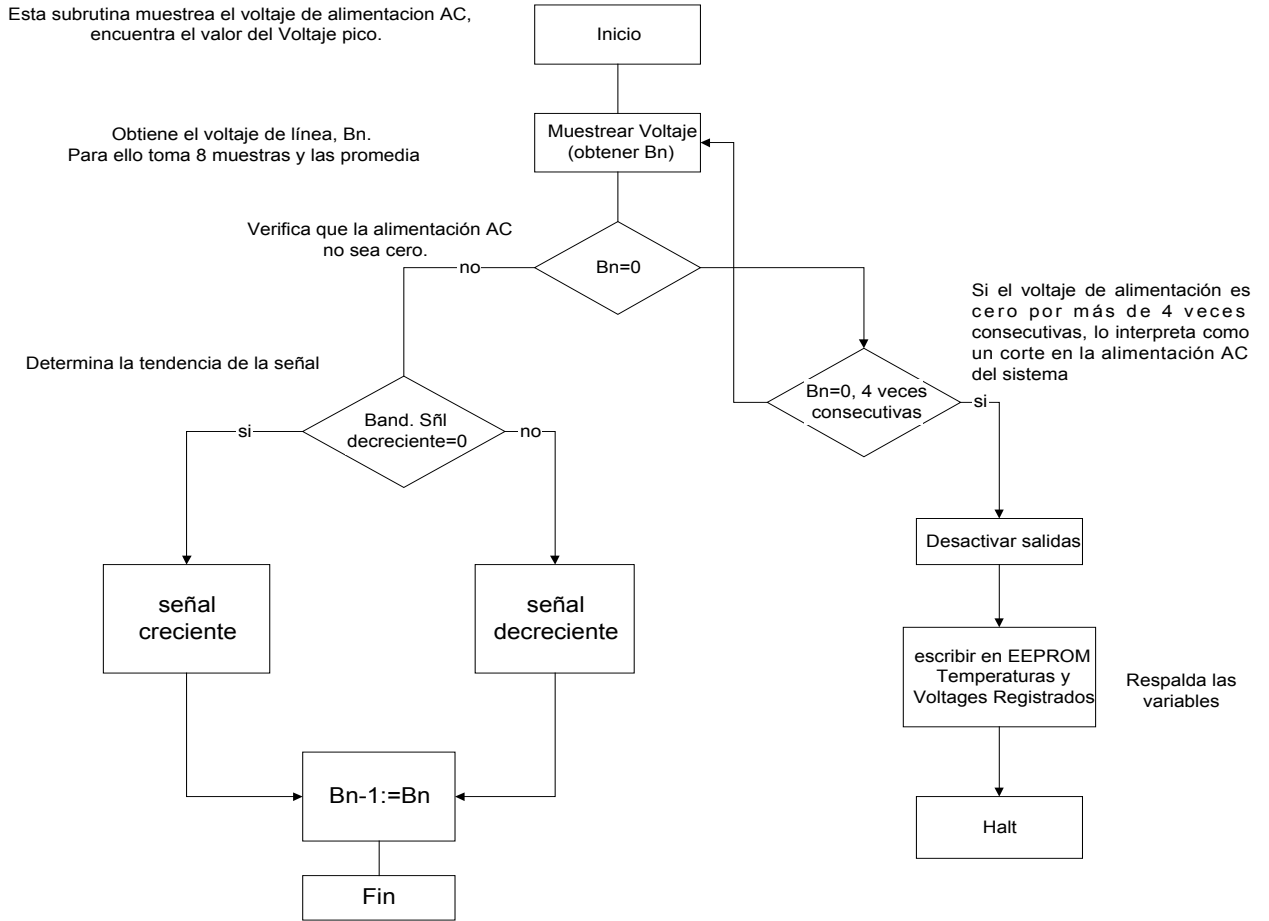 Esta subrutina muestrea el voltaje de alimentacion AC,
encuentra el valor del Voltaje pico.
Inicio
Obtiene el voltaje de línea, Bn.
Para ello toma 8 muestras y las promedia
Muestrear Voltaje
(obtener Bn)
Verifica que la alimentación AC
no sea cero.
no
Bn=0
Si el voltaje de alimentación es
cero por más de 4 veces
consecutivas, lo interpreta como
un corte en la alimentación AC
del sistema
Determina la tendencia de la señal
Bn=0, 4 veces
consecutivas
si
si
Band. Sñl
decreciente=0
no
Desactivar salidas
señal
creciente
señal
decreciente
escribir en EEPROM
Temperaturas y
Voltages Registrados
Respalda las
variables
Bn-1:=Bn
Halt
Fin